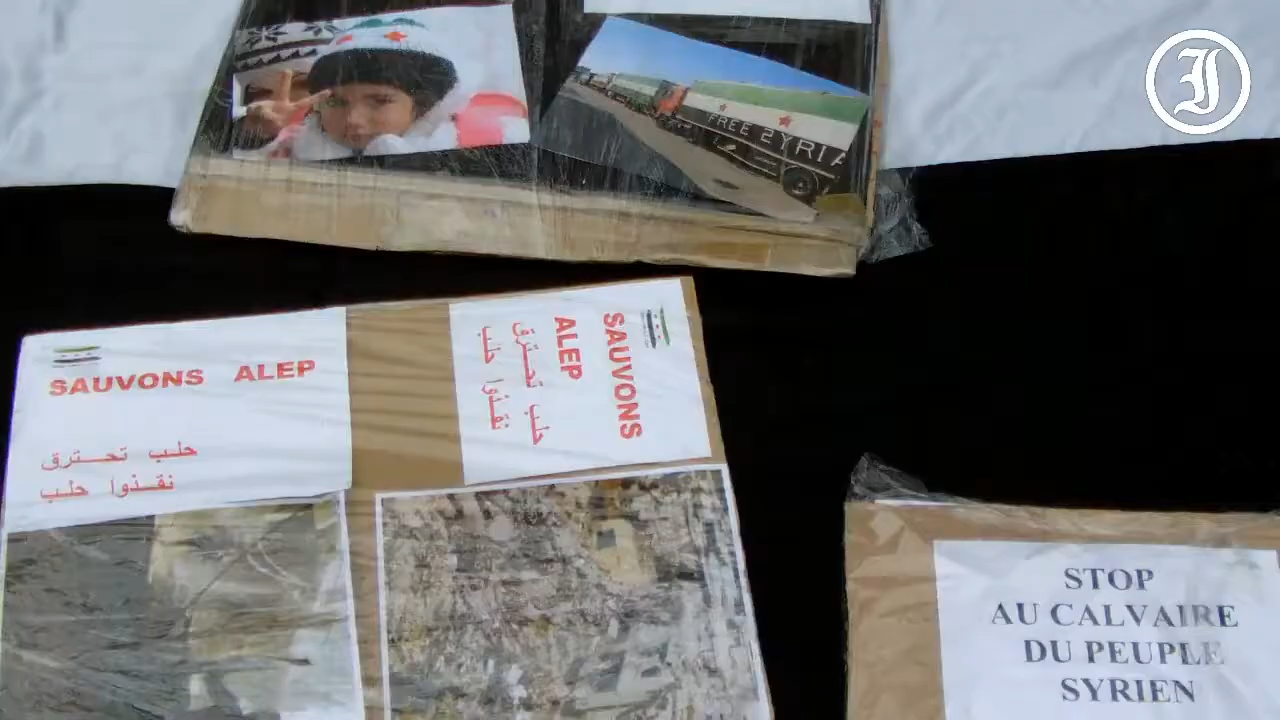 FREE SYRIA
SAUVONS ALEP
حلب تحترق
نقذوا حلب
SAUVONS
ALEP
حلب تحترق
نقذوا حلب
STOP
AU CALVAIRE
DU PEUPLE
SYRIEN